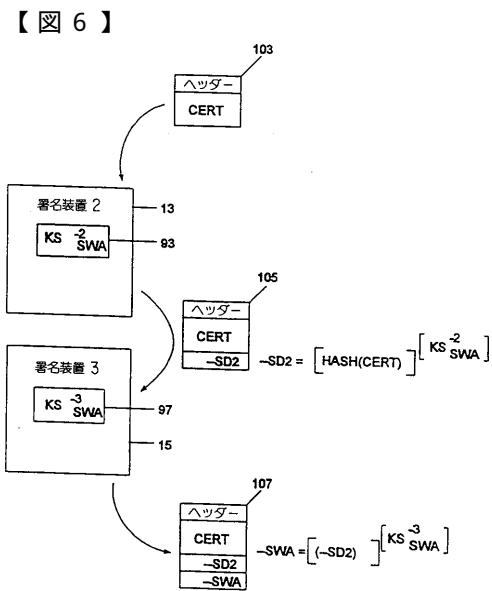 【図6】
103
ヘッダー
CERT
署名装置2
13
KS -2 SWA
93
105
ヘッダー
CERT
–SD2
–SD2 = [HASH(CERT)] [KS -2 SWA]
署名装置3
KS -3 SWA
97
15
107
ヘッダー
CERT
–SD2
–SWA
–SWA = [(–SD2)] [KS -3 SWA]